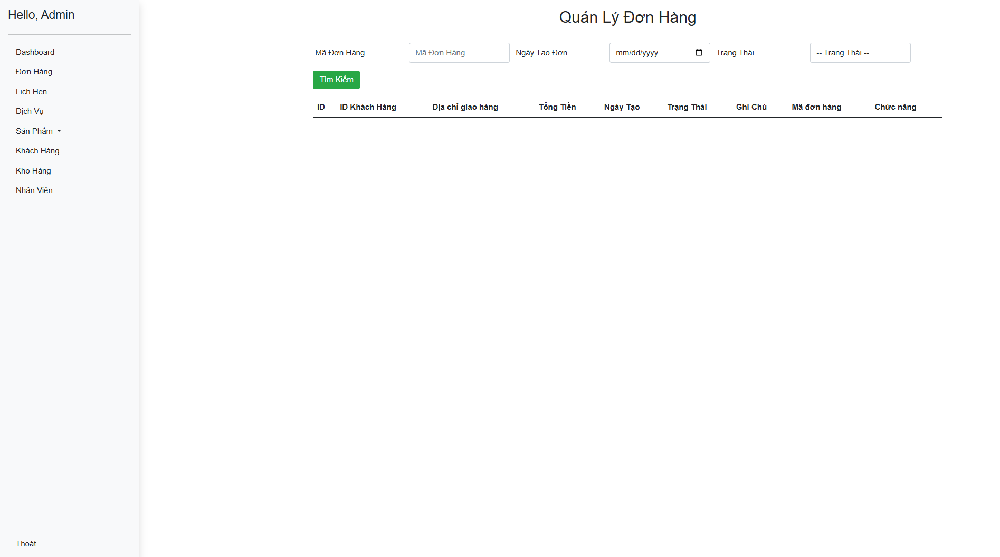 Hello, Admin
Dashboard
Đơn Hàng
Lịch Hẹn
Dịch Vụ
Sản Phẩm
Khách Hàng
Kho Hàng
Nhân Viên
Thoát
Quản Lý Đơn Hàng
Mã Đơn Hàng Mã Đơn Hàng Ngày Tạo Đơn mm/dd/yyyy Trạng Thái -- Trạng Thái --
Tìm Kiếm
ID ID Khách Hàng Địa chỉ giao hàng Tổng Tiền Ngày Tạo Trạng Thái Ghi Chú Mã đơn hàng Chức năng